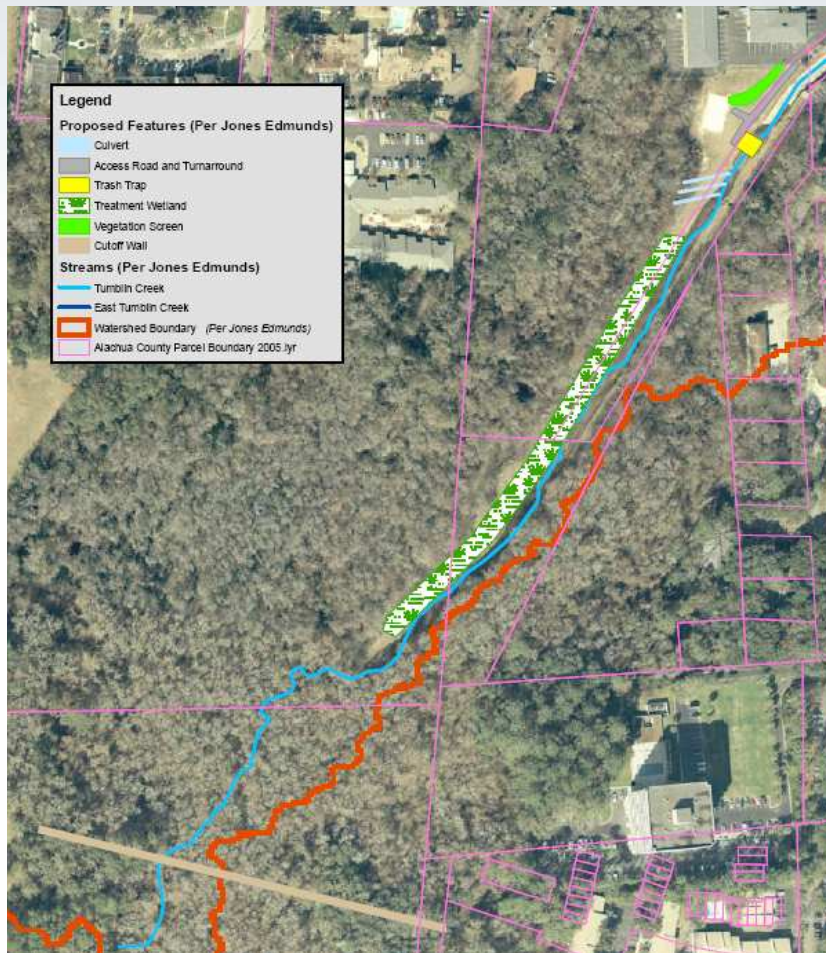 Legend
Proposed Features (Per Jones Edmunds)
Culvert
Access Road and Turnaround
Trash Trap
Treatment Wetland
Vegetation Screen
Cutoff Wall
Streams (Per Jones Edmunds)
Tumblin Creek
East Tumblin Creek
Watershed Boundary (Per Jones Edmunds)
Alachua County Parcel Boundary 2005.lyr